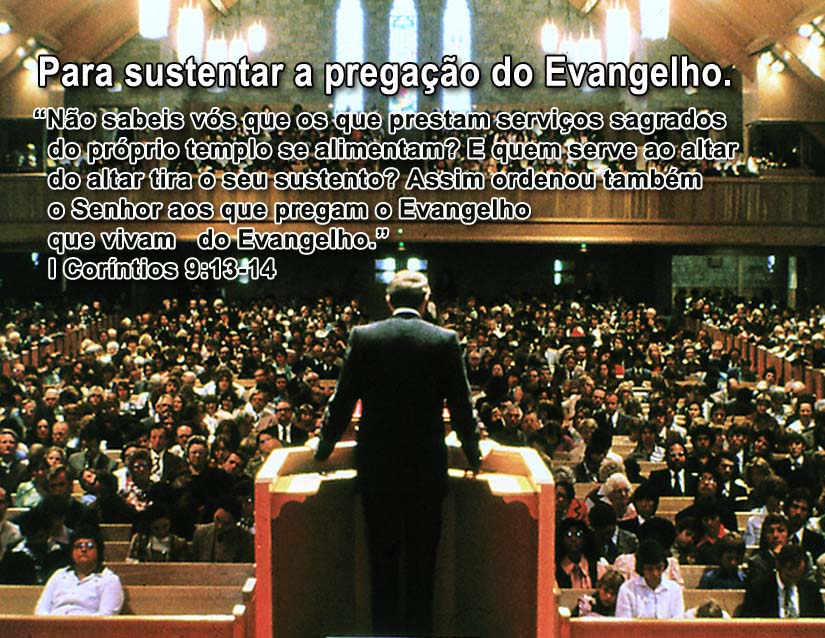 Para sustentar a pregação do Evangelho.
“Não sabeis vós que os que prestam serviços sagrados
do próprio templo se alimentam? E quem serve ao altar
do altar tira o seu sustento? Assim ordenou também
o Senhor aos que pregam o Evangelho
que vivam do Evangelho.”
I Coríntios 9:13-14